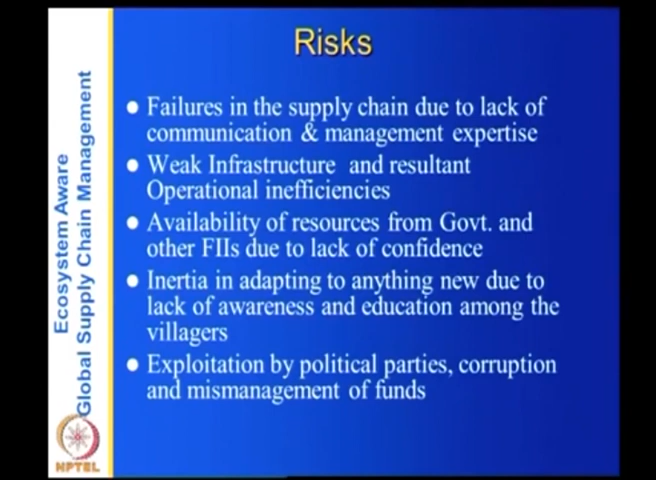 Risks
Failures in the supply chain due to lack of
communication & management expertise
Weak Infrastructure and resultant
Operational inefficiencies
Availability of resources from Govt. and
other FIIs due to lack of confidence
Inertia in adapting to anything new due to
lack of awareness and education among the
villagers
Exploitation by political parties, corruption
and mismanagement of funds
Ecosystem Aware
Global Supply Chain Management
NPTEL